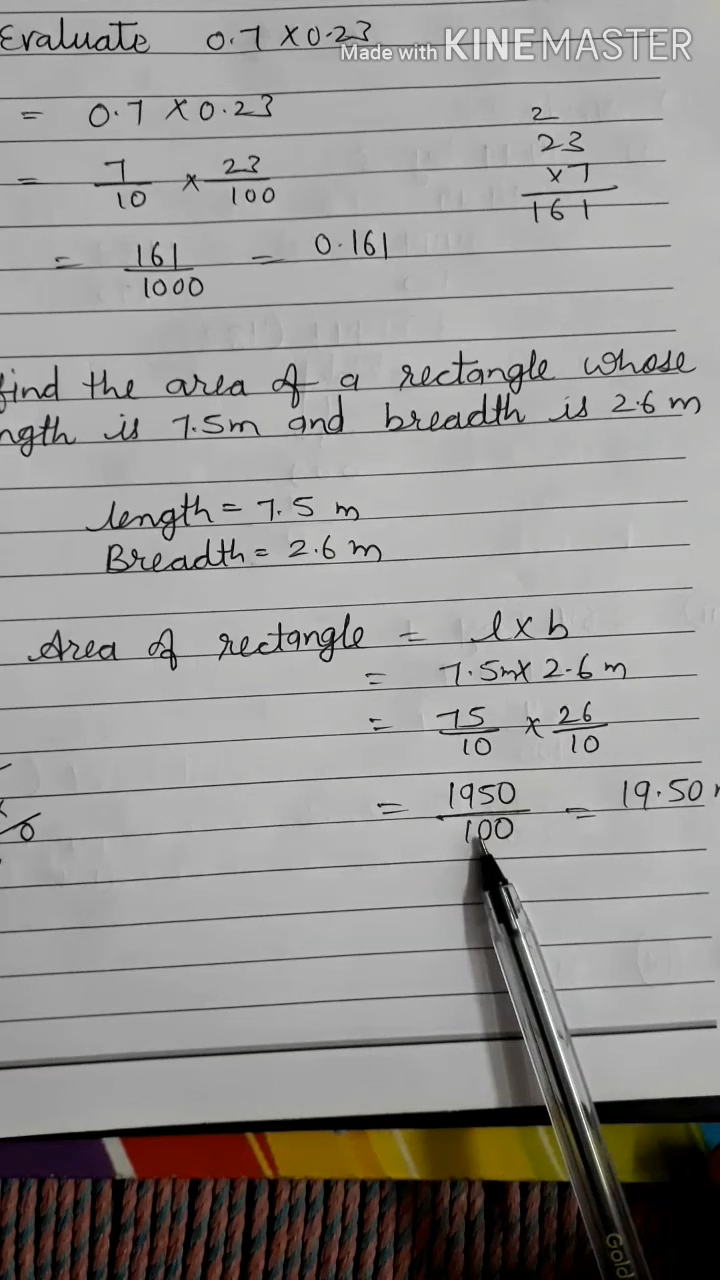 Evaluate 0.7 × 0.23
Made with KINEMASTER
= 0.7 × 0.23
= 7/10 × 23/100
2
23
×7
161
= 161/1000 = 0.161
find the area of a rectangle whose
ngth is 7.5m and breadth is 2.6 m
length = 7.5 m
Breadth = 2.6 m
Area of rectangle = l × b
= 7.5m × 2.6 m
= 75/10 × 26/10
= 1950/100 = 19.50
Gold